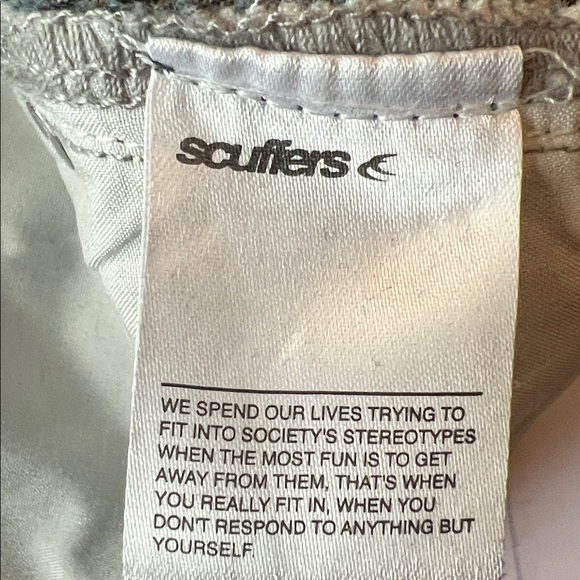 scuffers
WE SPEND OUR LIVES TRYING TO
FIT INTO SOCIETY'S STEREOTYPES
WHEN THE MOST FUN IS TO GET
AWAY FROM THEM. THAT'S WHEN
YOU REALLY FIT IN, WHEN YOU
DON'T RESPOND TO ANYTHING BUT
YOURSELF.